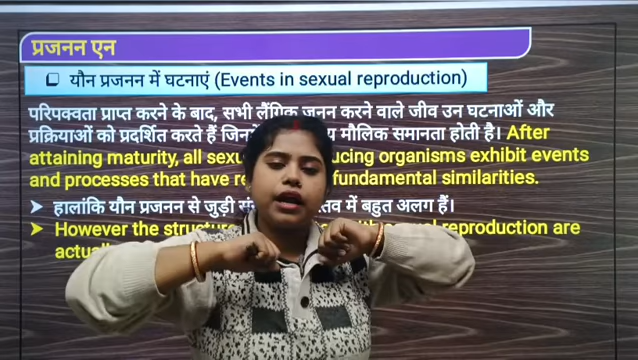 प्रजनन एन
यौन प्रजनन में घटनाएं (Events in sexual reproduction)
परिपक्वता प्राप्त करने के बाद, सभी लैंगिक जनन करने वाले जीव उन घटनाओं और
प्रक्रियाओं को प्रदर्शित करते हैं मौलिक समानता होती है। After
attaining maturity, all organisms exhibit events
and processes that have fundamental similarities.
हालांकि यौन प्रजनन से जुड़ी में बहुत अलग हैं।
However the reproduction are